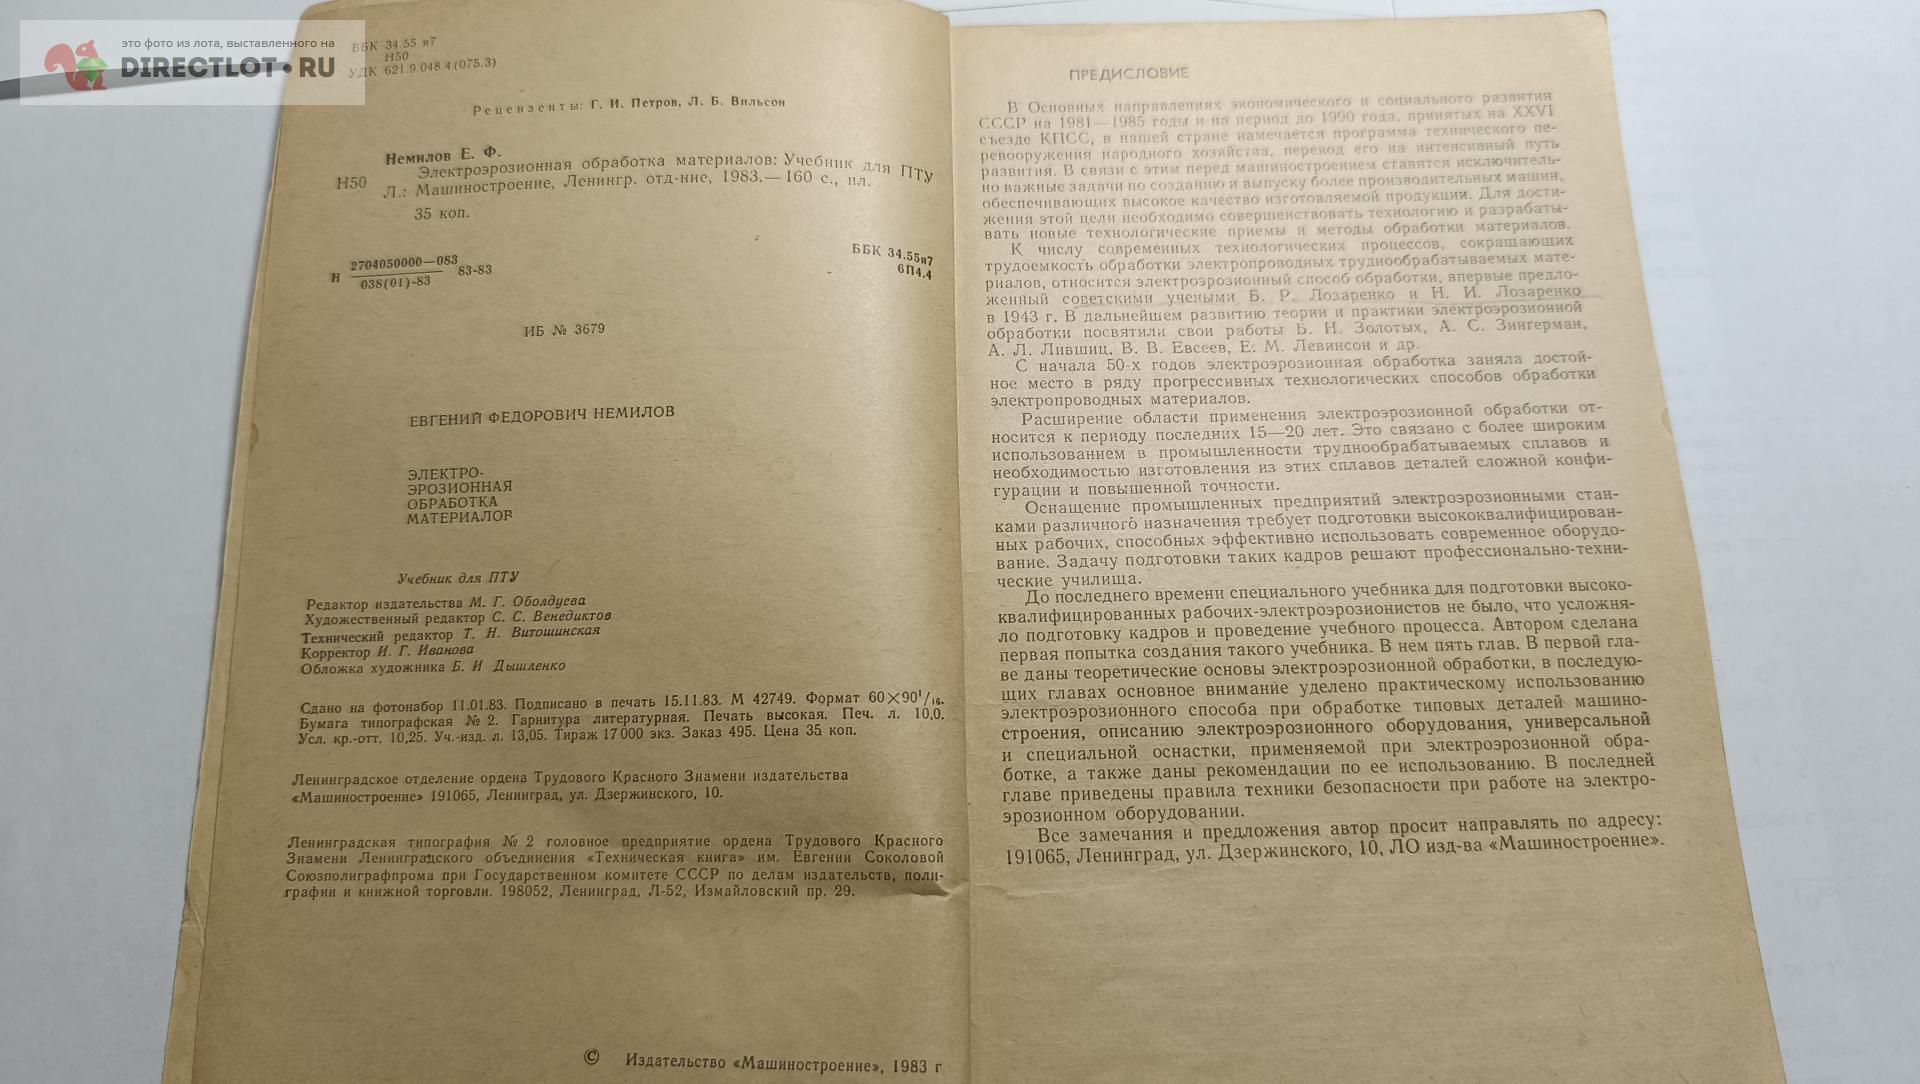 это фото из лота, выставленного на
DIRECTLOT•RU
ББК 34.55 я7
Н50
УДК 621.9.048.4(075.3)
Рецензенты: Г. И. Петров, Л. Б. Вильсон
Немилов Е. Ф.
Н50 Электроэрозионная обработка материалов: Учебник для ПТУ
Л.: Машиностроение, Ленингр. отд-ние, 1983.— 160 с., ил.
35 коп.
Н 2704050000—083 83-83
038(01)-83
ББК 34.55я7
6П4.4
ИБ № 3679
ЕВГЕНИЙ ФЕДОРОВИЧ НЕМИЛОВ
ЭЛЕКТРО-
ЭРОЗИОННАЯ
ОБРАБОТКА
МАТЕРИАЛОВ
Учебник для ПТУ
Редактор издательства М. Г. Оболдуева
Художественный редактор С. С. Венедиктов
Технический редактор Т. Н. Витошинская
Корректор И. Г. Иванова
Обложка художника Б. И Дышленко
Сдано на фотонабор 11.01.83. Подписано в печать 15.11.83. М 42749. Формат 60×90¹/₁₆.
Бумага типографская № 2. Гарнитура литературная. Печать высокая. Печ. л. 10,0.
Усл. кр.-отт. 10,25. Уч.-изд. л. 13,05. Тираж 17 000 экз. Заказ 495. Цена 35 коп.
Ленинградское отделение ордена Трудового Красного Знамени издательства
«Машиностроение» 191065, Ленинград, ул. Дзержинского, 10.
Ленинградская типография № 2 головное предприятие ордена Трудового Красного
Знамени Ленинградского объединения «Техническая книга» им. Евгении Соколовой
Союзполиграфпрома при Государственном комитете СССР по делам издательств, поли-
графии и книжной торговли. 198052, Ленинград, Л-52, Измайловский пр. 29.
© Издательство «Машиностроение», 1983 г
ПРЕДИСЛОВИЕ
В Основных направлениях экономического и социального развития
СССР на 1981—1985 годы и на период до 1990 года, принятых на XXVI
съезде КПСС, в нашей стране намечается программа технического пе-
ревооружения народного хозяйства, перевод его на интенсивный путь
развития. В связи с этим перед машиностроением ставятся исключитель-
но важные задачи по созданию и выпуску более производительных машин,
обеспечивающих высокое качество изготовляемой продукции. Для дости-
жения этой цели необходимо совершенствовать технологию и разрабаты-
вать новые технологические приемы и методы обработки материалов.
К числу современных технологических процессов, сокращающих
трудоемкость обработки электропроводных труднообрабатываемых мате-
риалов, относится электроэрозионный способ обработки, впервые предло-
женный советскими учеными Б. Р. Лозаренко и Н. И. Лозаренко
в 1943 г. В дальнейшем развитию теории и практики электроэрозионной
обработки посвятили свои работы Б. Н. Золотых, А. С. Зингерман,
А. Л. Лившиц, В. В. Евсеев, Е. М. Левинсон и др.
С начала 50-х годов электроэрозионная обработка заняла достой-
ное место в ряду прогрессивных технологических способов обработки
электропроводных материалов.
Расширение области применения электроэрозионной обработки от-
носится к периоду последних 15—20 лет. Это связано с более широким
использованием в промышленности труднообрабатываемых сплавов и
необходимостью изготовления из этих сплавов деталей сложной конфи-
гурации и повышенной точности.
Оснащение промышленных предприятий электроэрозионными стан-
ками различного назначения требует подготовки высококвалифицирован-
ных рабочих, способных эффективно использовать современное оборудо-
вание. Задачу подготовки таких кадров решают профессионально-техни-
ческие училища.
До последнего времени специального учебника для подготовки высоко-
квалифицированных рабочих-электроэрозионистов не было, что усложня-
ло подготовку кадров и проведение учебного процесса. Автором сделана
первая попытка создания такого учебника. В нем пять глав. В первой гла-
ве даны теоретические основы электроэрозионной обработки, в последую-
щих главах основное внимание уделено практическому использованию
электроэрозионного способа при обработке типовых деталей машино-
строения, описанию электроэрозионного оборудования, универсальной
и специальной оснастки, применяемой при электроэрозионной обра-
ботке, а также даны рекомендации по ее использованию. В последней
главе приведены правила техники безопасности при работе на электро-
эрозионном оборудовании.
Все замечания и предложения автор просит направлять по адресу:
191065, Ленинград, ул. Дзержинского, 10, ЛО изд-ва «Машиностроение».